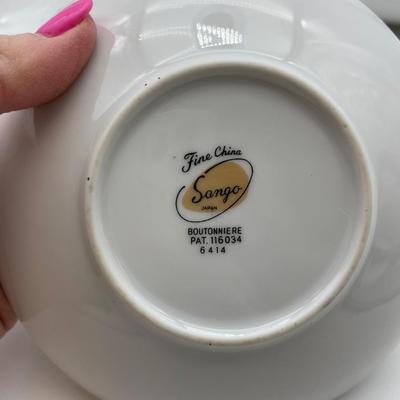 Fine China
Sango
JAPAN
BOUTONNIERE
PAT. 116034
6414